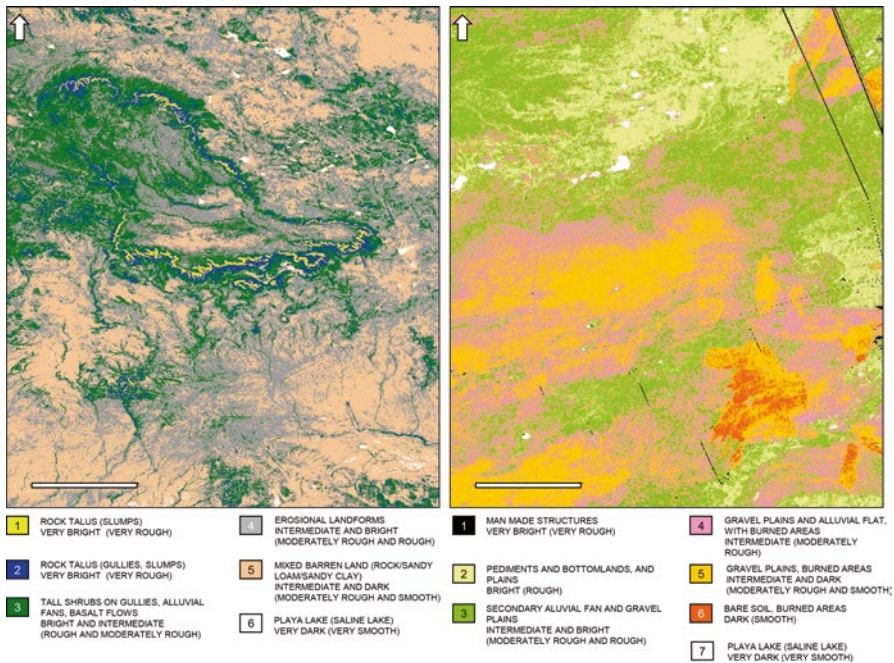 1
ROCK TALUS (SLUMPS)
VERY BRIGHT (VERY ROUGH)
2
ROCK TALUS (GULLIES, SLUMPS)
VERY BRIGHT (VERY ROUGH)
3
TALL SHRUBS ON GULLIES, ALLUVIAL
FANS, BASALT FLOWS
BRIGHT AND INTERMEDIATE
(ROUGH AND MODERATELY ROUGH)
4
EROSIONAL LANDFORMS
INTERMEDIATE AND BRIGHT
(MODERATELY ROUGH AND ROUGH)
5
MIXED BARREN LAND (ROCK/SANDY
LOAM/SANDY CLAY)
INTERMEDIATE AND DARK
(MODERATELY ROUGH AND SMOOTH)
6
PLAYA LAKE (SALINE LAKE)
VERY DARK (VERY SMOOTH)
1
MAN MADE STRUCTURES
VERY BRIGHT (VERY ROUGH)
2
PEDIMENTS AND BOTTOMLANDS, AND
PLAINS
BRIGHT (ROUGH)
3
SECONDARY ALUVIAL FAN AND GRAVEL
PLAINS
INTERMEDIATE AND BRIGHT
(MODERATELY ROUGH AND ROUGH)
4
GRAVEL PLAINS AND ALLUVIAL FLAT,
WITH BURNED AREAS
INTERMEDIATE (MODERATELY
ROUGH)
5
GRAVEL PLAINS, BURNED AREAS
INTERMEDIATE AND DARK
(MODERATELY ROUGH AND SMOOTH)
6
BARE SOIL, BURNED AREAS
DARK (SMOOTH)
7
PLAYA LAKE (SALINE LAKE)
VERY DARK (VERY SMOOTH)